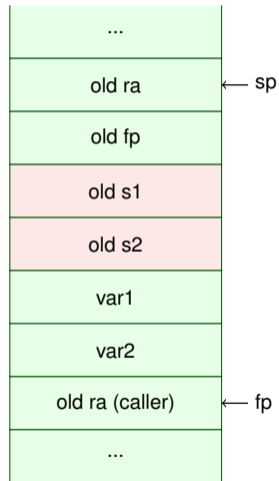 ...
old ra
← sp
old fp
old s1
old s2
var1
var2
old ra (caller)
← fp
...